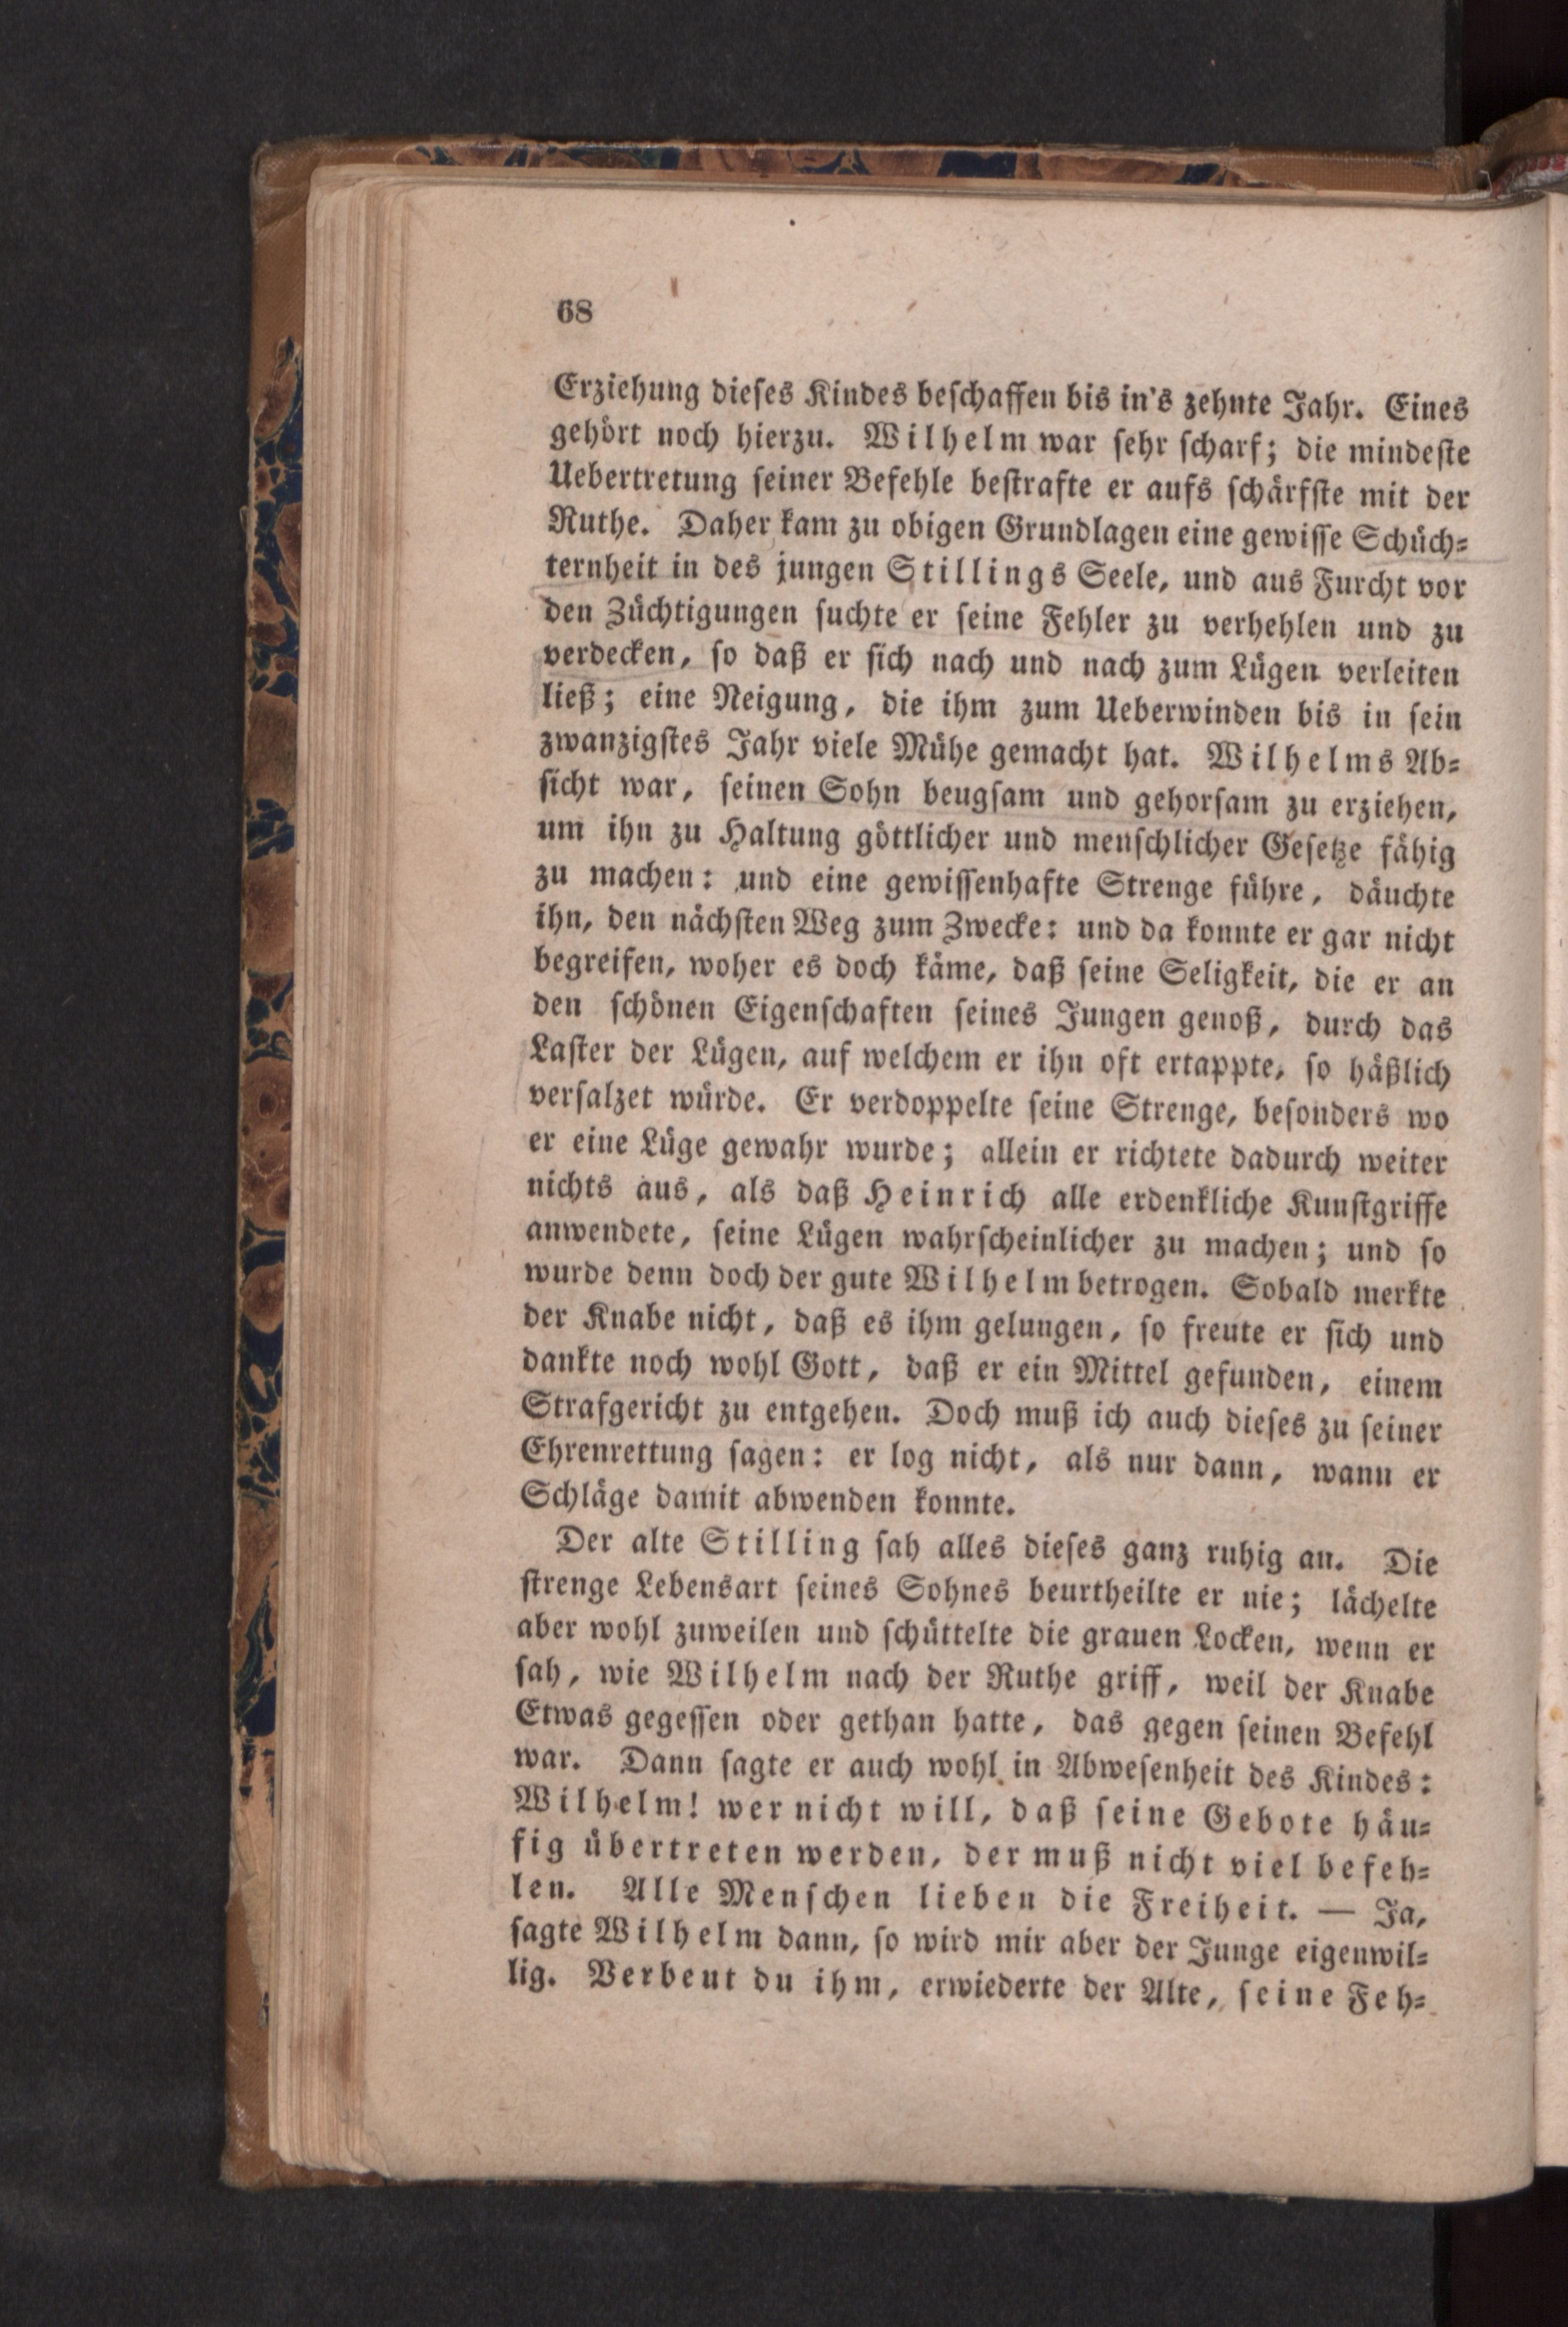 68
Erziehung dieſes Kindes beſchaffen bis in's zehnte Jahr. Eines
gehört noch hierzu. Wilhelm war ſehr ſcharf; die mindeſte
Uebertretung ſeiner Befehle beſtrafte er aufs ſchärfſte mit der
Ruthe. Daher kam zu obigen Grundlagen eine gewiſſe Schüch-
ternheit in des jungen Stillings Seele, und aus Furcht vor
den Züchtigungen ſuchte er ſeine Fehler zu verhehlen und zu
verdecken, ſo daß er ſich nach und nach zum Lügen verleiten
ließ; eine Neigung, die ihm zum Ueberwinden bis in ſein
zwanzigſtes Jahr viele Mühe gemacht hat. Wilhelms Ab-
ſicht war, ſeinen Sohn beugſam und gehorſam zu erziehen,
um ihn zu Haltung göttlicher und menſchlicher Geſetze fähig
zu machen: und eine gewiſſenhafte Strenge führe, däuchte
ihn, den nächſten Weg zum Zwecke: und da konnte er gar nicht
begreifen, woher es doch käme, daß ſeine Seligkeit, die er an
den ſchönen Eigenſchaften ſeines Jungen genoß, durch das
Laſter der Lügen, auf welchem er ihn oft ertappte, ſo häßlich
verſalzet würde. Er verdoppelte ſeine Strenge, beſonders wo
er eine Lüge gewahr wurde; allein er richtete dadurch weiter
nichts aus, als daß Heinrich alle erdenkliche Kunſtgriffe
anwendete, ſeine Lügen wahrſcheinlicher zu machen; und ſo
wurde denn doch der gute Wilhelm betrogen. Sobald merkte
der Knabe nicht, daß es ihm gelungen, ſo freute er ſich und
dankte noch wohl Gott, daß er ein Mittel gefunden, einem
Strafgericht zu entgehen. Doch muß ich auch dieſes zu ſeiner
Ehrenrettung ſagen: er log nicht, als nur dann, wann er
Schläge damit abwenden konnte.
Der alte Stilling ſah alles dieſes ganz ruhig an. Die
ſtrenge Lebensart ſeines Sohnes beurtheilte er nie; lächelte
aber wohl zuweilen und ſchüttelte die grauen Locken, wenn er
ſah, wie Wilhelm nach der Ruthe griff, weil der Knabe
Etwas gegeſſen oder gethan hatte, das gegen ſeinen Befehl
war. Dann ſagte er auch wohl in Abweſenheit des Kindes:
Wilhelm! wer nicht will, daß ſeine Gebote häu-
fig übertreten werden, der muß nicht viel befeh-
len. Alle Menſchen lieben die Freiheit. — Ja,
ſagte Wilhelm dann, ſo wird mir aber der Junge eigenwil-
lig. Verbeut du ihm, erwiederte der Alte, ſeine Feh-